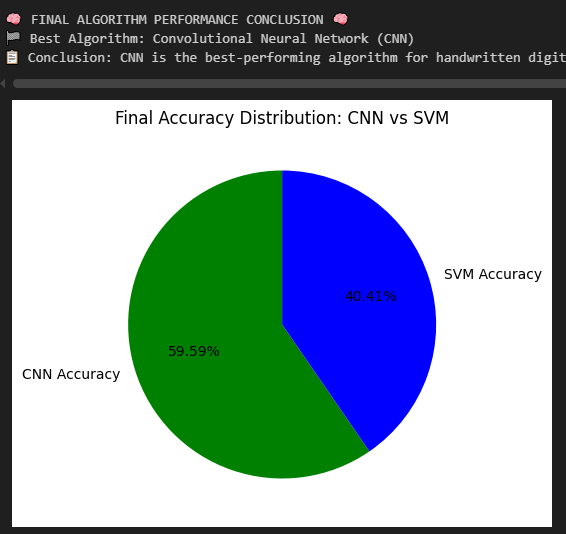 🧠 FINAL ALGORITHM PERFORMANCE CONCLUSION 🧠
🏁 Best Algorithm: Convolutional Neural Network (CNN)
📋 Conclusion: CNN is the best-performing algorithm for handwritten digit
Final Accuracy Distribution: CNN vs SVM
SVM Accuracy
40.41%
59.59%
CNN Accuracy